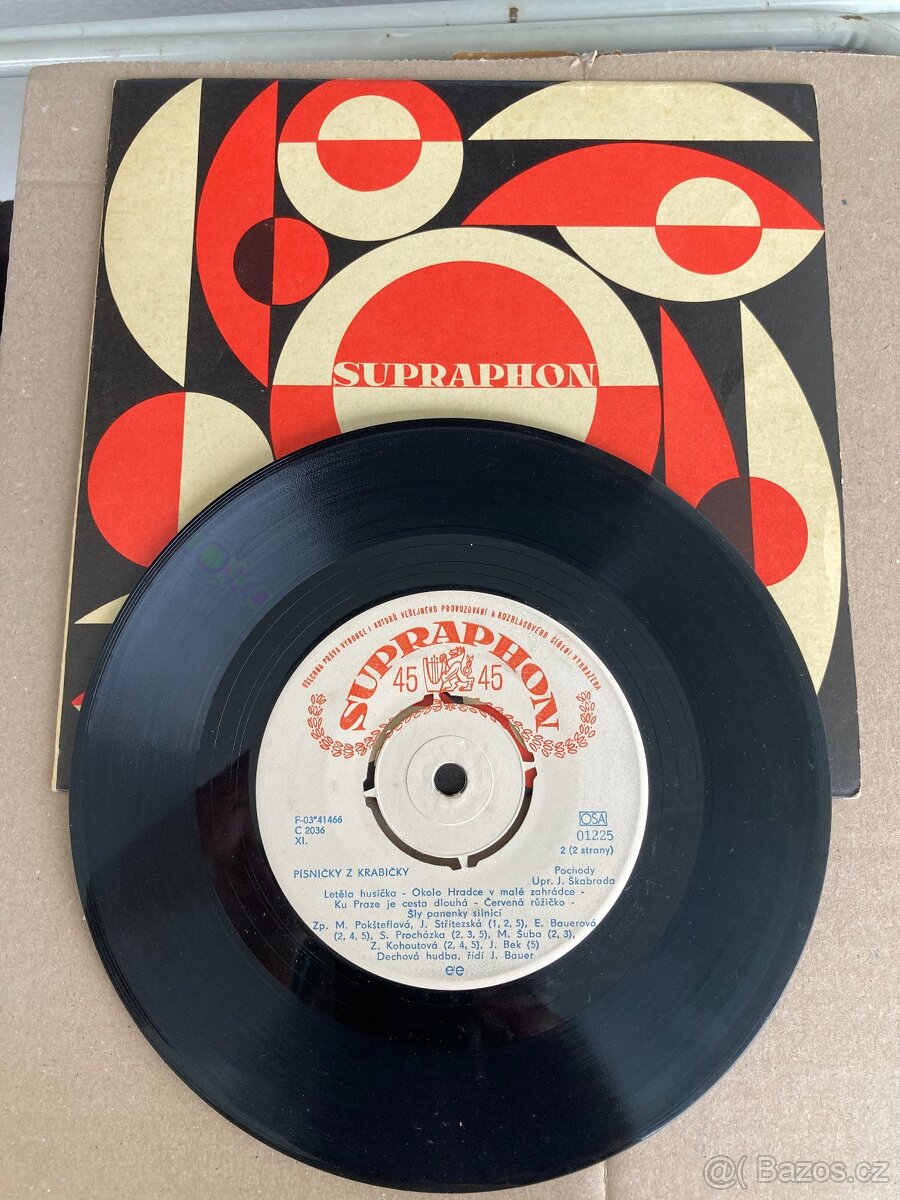 SUPRAPHON
VŠECHNA PRÁVA VÝROBCE I AUTORŮ VEŘEJNÉHO PROVOZOVÁNÍ A ROZHLASOVÉHO ŠÍŘENÍ VYHRAŽENA
SUPRAPHON
45 45
F-03*41466
C 2036
XI.
OSA
01225
2 (2 strany)
PÍSNIČKY Z KRABIČKY
Pochody
Upr. J. Škabrada
Letěla husička - Okolo Hradce v malé zahrádce -
Ku Praze je cesta dlouhá - Červená růžičko -
Šly panenky silnicí
Zp. M. Pokšteflová, J. Střítezská (1, 2, 5), E. Bauerová
(2, 4, 5), S. Procházka (2, 3, 5), M. Šuba (2, 3),
Z. Kohoutová (2, 4, 5), J. Bek (5)
Dechová hudba, řídí J. Bauer
e/e
@( Bazos.cz